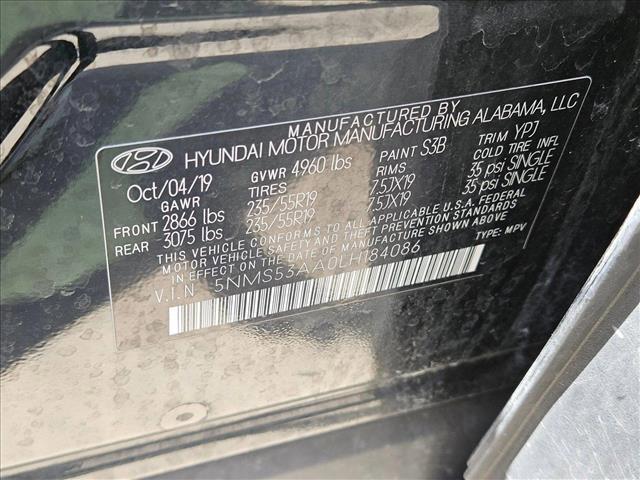 MANUFACTURED BY
HYUNDAI MOTOR MANUFACTURING ALABAMA, LLC
Oct/04/19 GVWR 4960 lbs PAINT S3B TRIM YPJ
GAWR TIRES RIMS COLD TIRE INFL
FRONT 2866 lbs 235/55R19 7.5JX19 35 psi SINGLE
REAR 3075 lbs 235/55R19 7.5JX19 35 psi SINGLE
THIS VEHICLE CONFORMS TO ALL APPLICABLE U.S.A. FEDERAL
MOTOR VEHICLE SAFETY AND THEFT PREVENTION STANDARDS
IN EFFECT ON THE DATE OF MANUFACTURE SHOWN ABOVE.
V.I.N 5NMS53AA0LH184086 TYPE: MPV